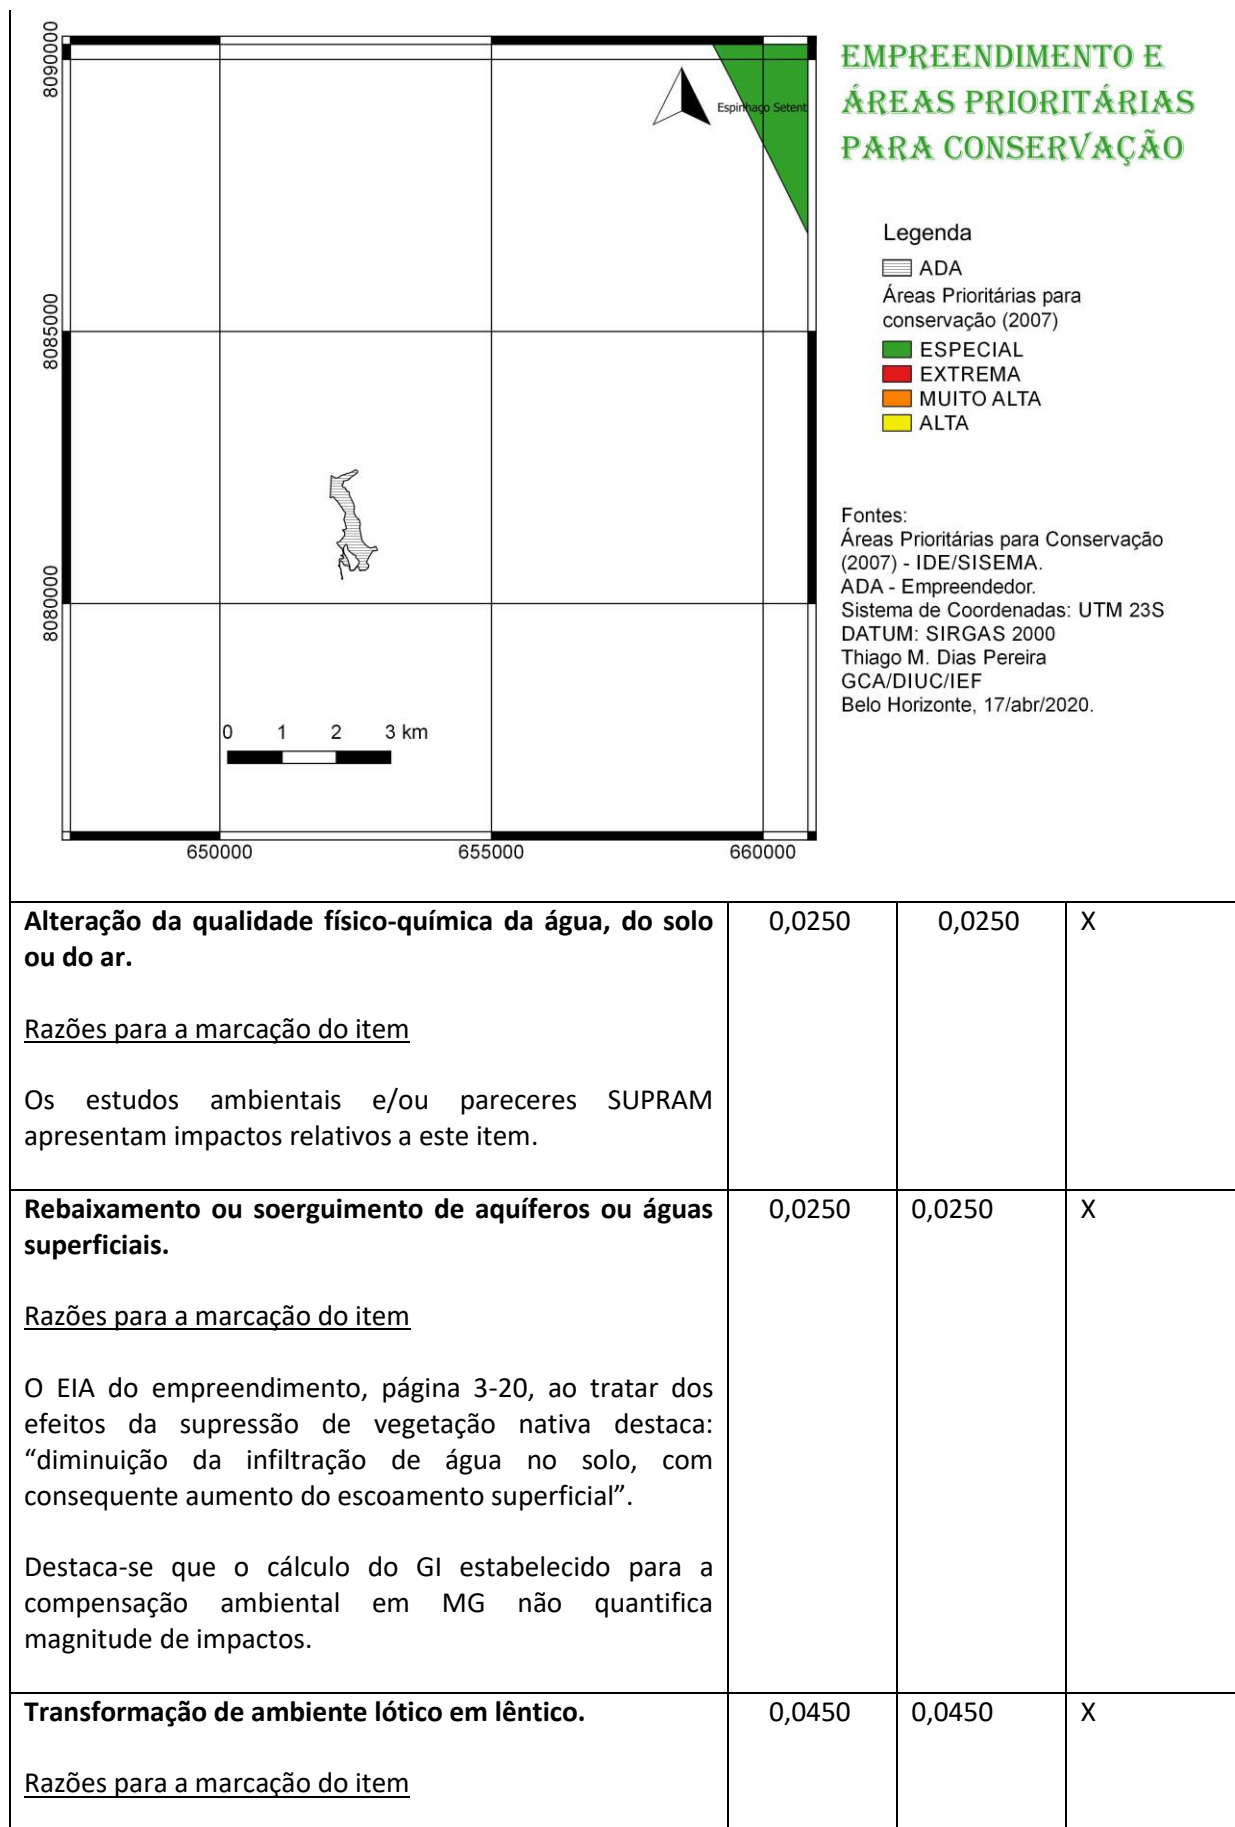 8090000
8085000
8080000
Espinhaço Setent
0 1 2 3 km
650000 655000 660000
EMPREENDIMENTO E
ÁREAS PRIORITÁRIAS
PARA CONSERVAÇÃO
Legenda
ADA
Áreas Prioritárias para
conservação (2007)
ESPECIAL
EXTREMA
MUITO ALTA
ALTA
Fontes:
Áreas Prioritárias para Conservação
(2007) - IDE/SISEMA.
ADA - Empreendedor.
Sistema de Coordenadas: UTM 23S
DATUM: SIRGAS 2000
Thiago M. Dias Pereira
GCA/DIUC/IEF
Belo Horizonte, 17/abr/2020.
Alteração da qualidade físico-química da água, do solo 0,0250 0,0250 X
ou do ar.
Razões para a marcação do item
Os estudos ambientais e/ou pareceres SUPRAM
apresentam impactos relativos a este item.
Rebaixamento ou soerguimento de aquíferos ou águas 0,0250 0,0250 X
superficiais.
Razões para a marcação do item
O EIA do empreendimento, página 3-20, ao tratar dos
efeitos da supressão de vegetação nativa destaca:
“diminuição da infiltração de água no solo, com
consequente aumento do escoamento superficial”.
Destaca-se que o cálculo do GI estabelecido para a
compensação ambiental em MG não quantifica
magnitude de impactos.
Transformação de ambiente lótico em lêntico. 0,0450 0,0450 X
Razões para a marcação do item